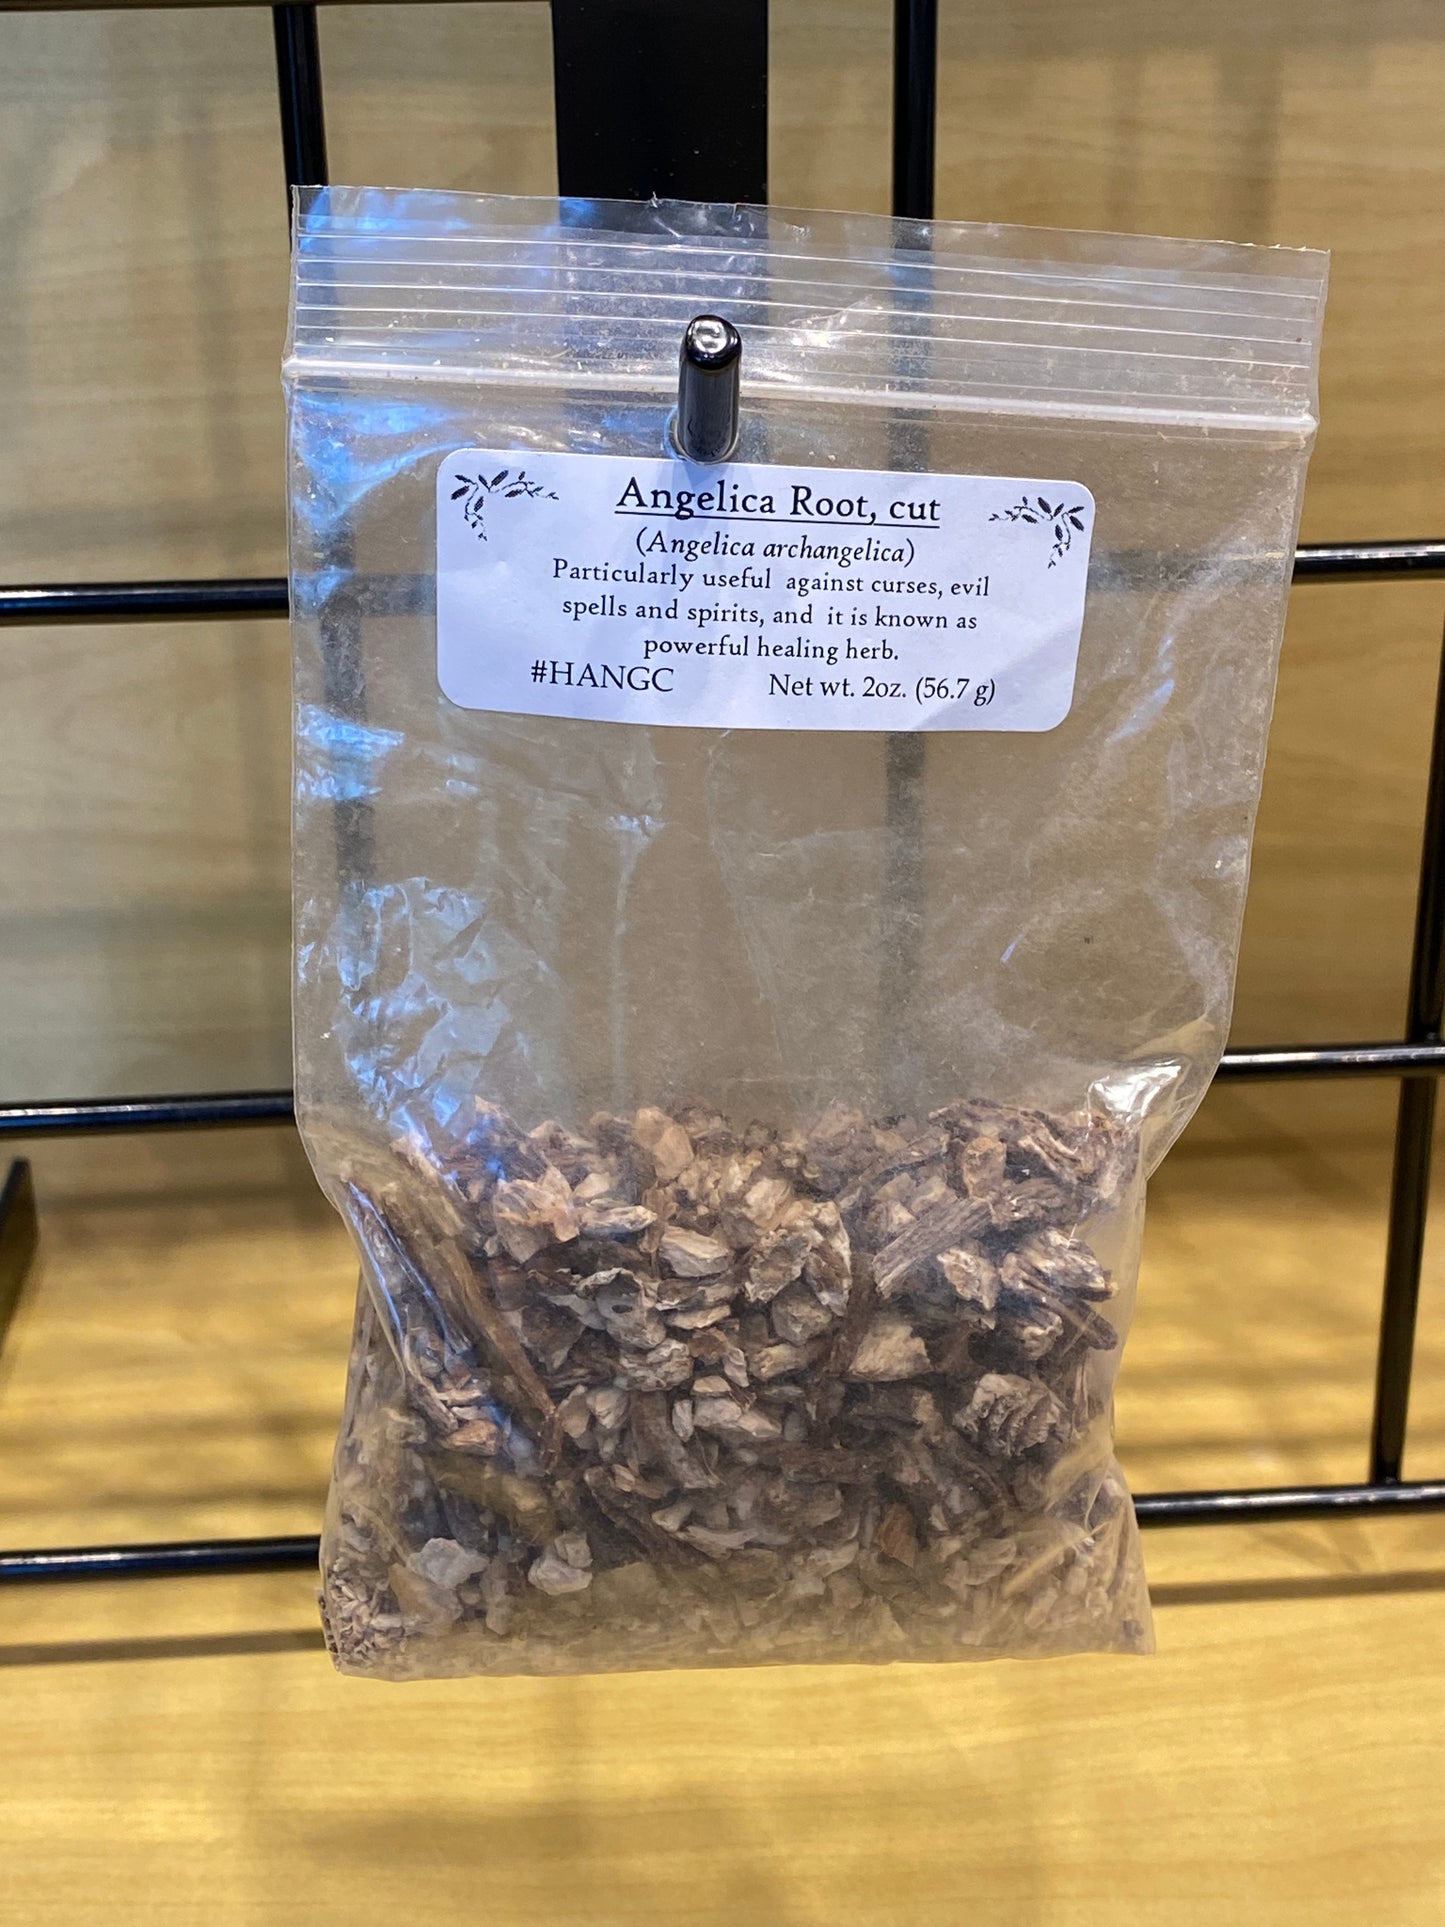 Angelica Root, cut
(Angelica archangelica)
Particularly useful against curses, evil
spells and spirits, and it is known as
powerful healing herb.
#HANGC Net wt. 2oz. (56.7 g)